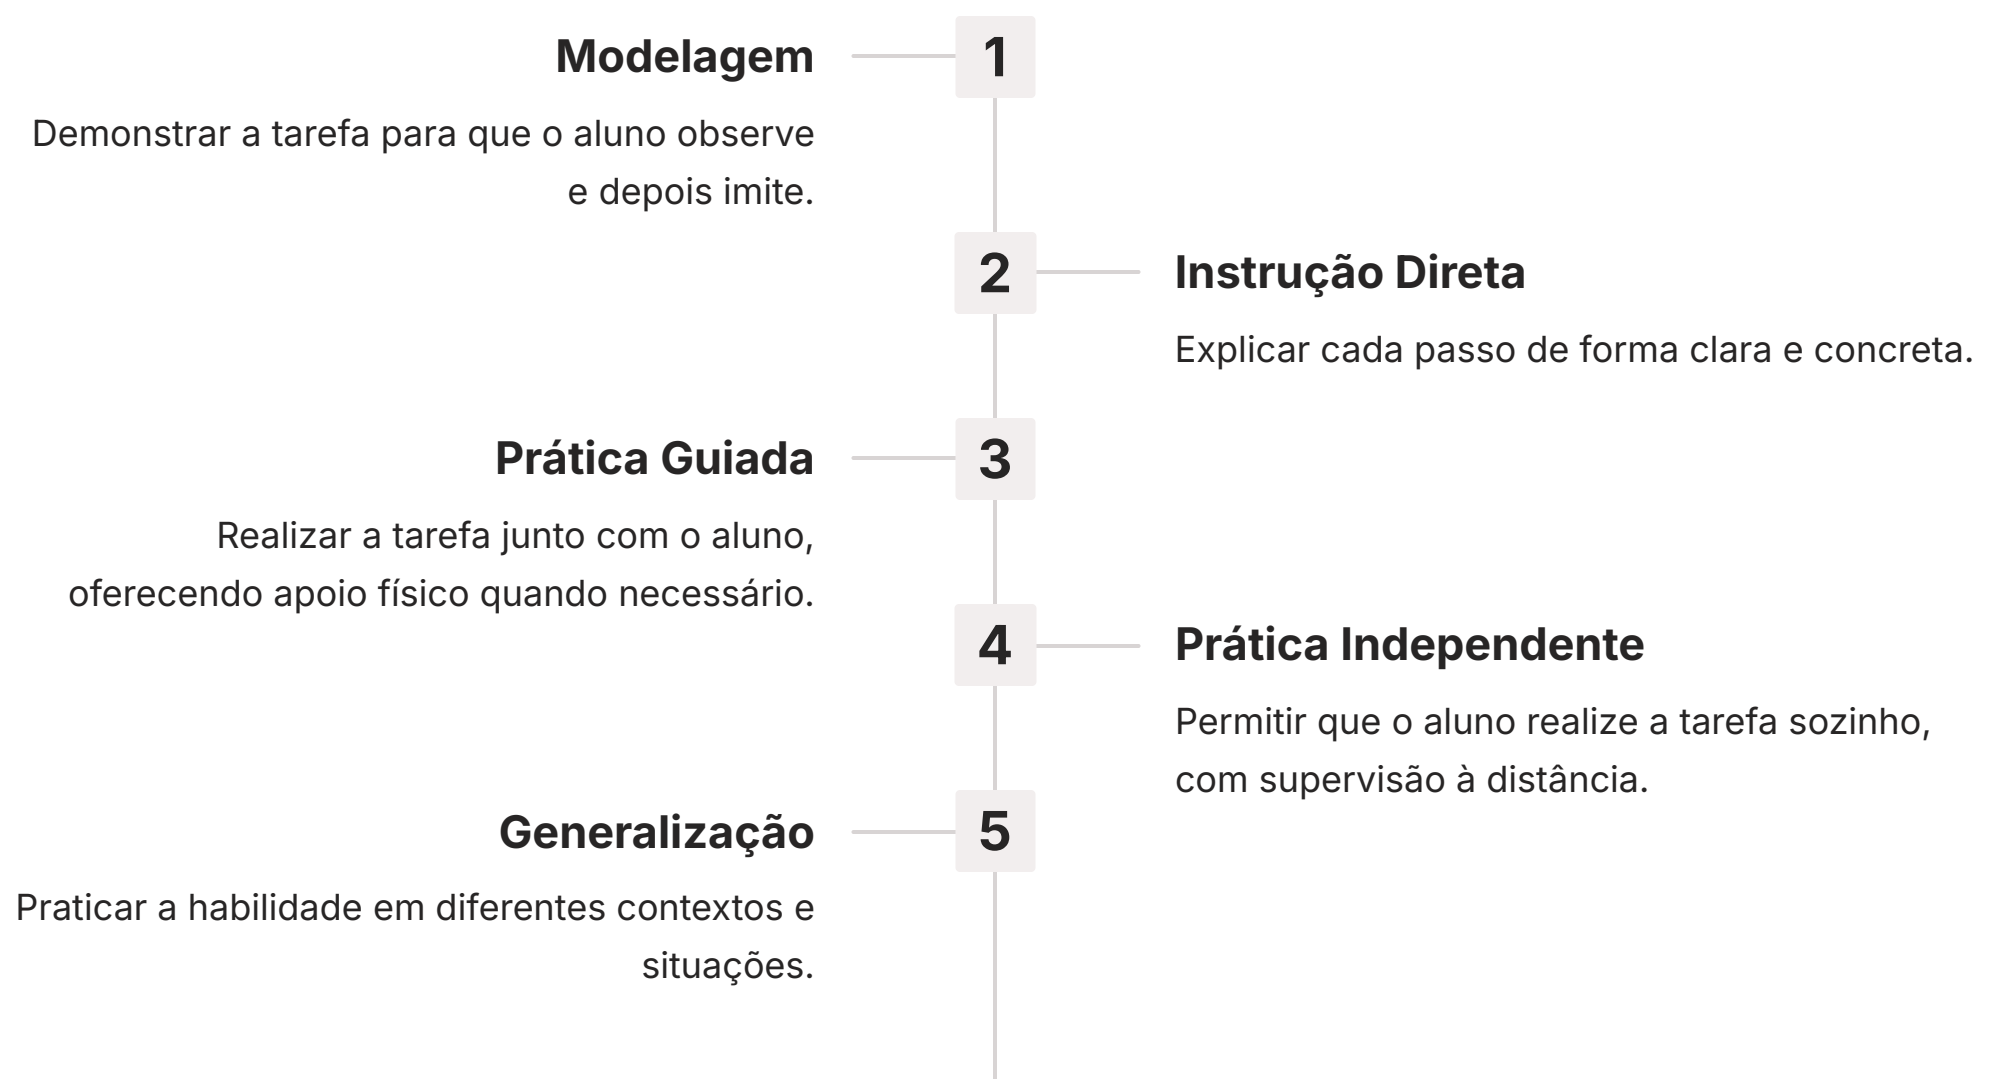 1
Modelagem
Demonstrar a tarefa para que o aluno observe
e depois imite.
2
Instrução Direta
Explicar cada passo de forma clara e concreta.
3
Prática Guiada
Realizar a tarefa junto com o aluno,
oferecendo apoio físico quando necessário.
4
Prática Independente
Permitir que o aluno realize a tarefa sozinho,
com supervisão à distância.
5
Generalização
Praticar a habilidade em diferentes contextos e
situações.